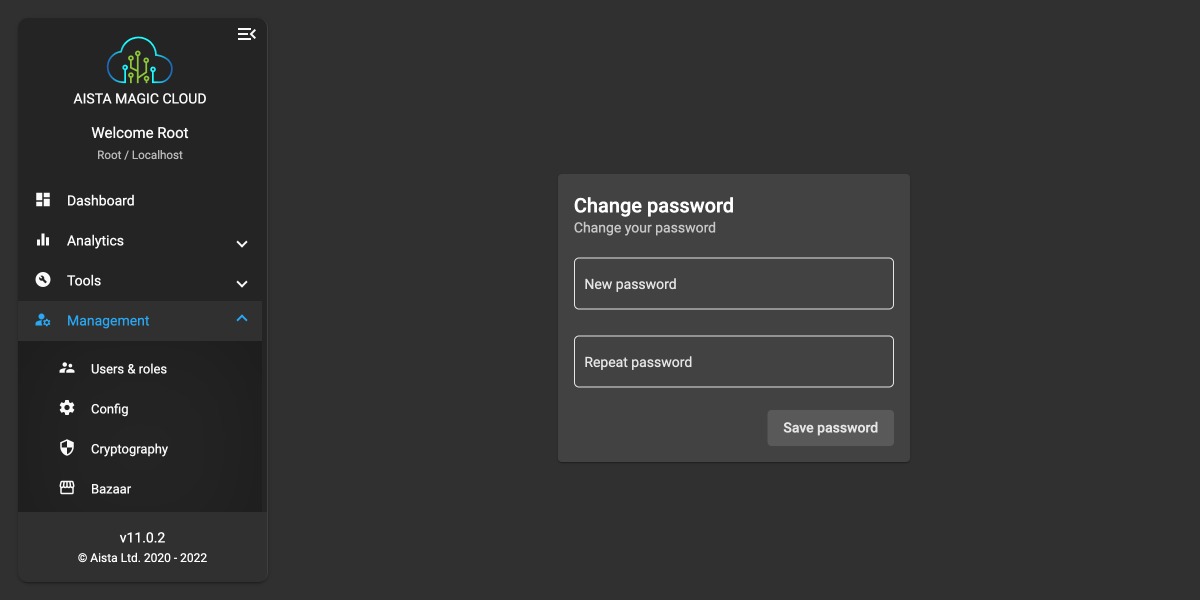 AISTA MAGIC CLOUD
Welcome Root
Root / Localhost
Dashboard
Analytics
Tools
Management
Users & roles
Config
Cryptography
Bazaar
v11.0.2
© Aista Ltd. 2020 - 2022
Change password
Change your password
New password
Repeat password
Save password